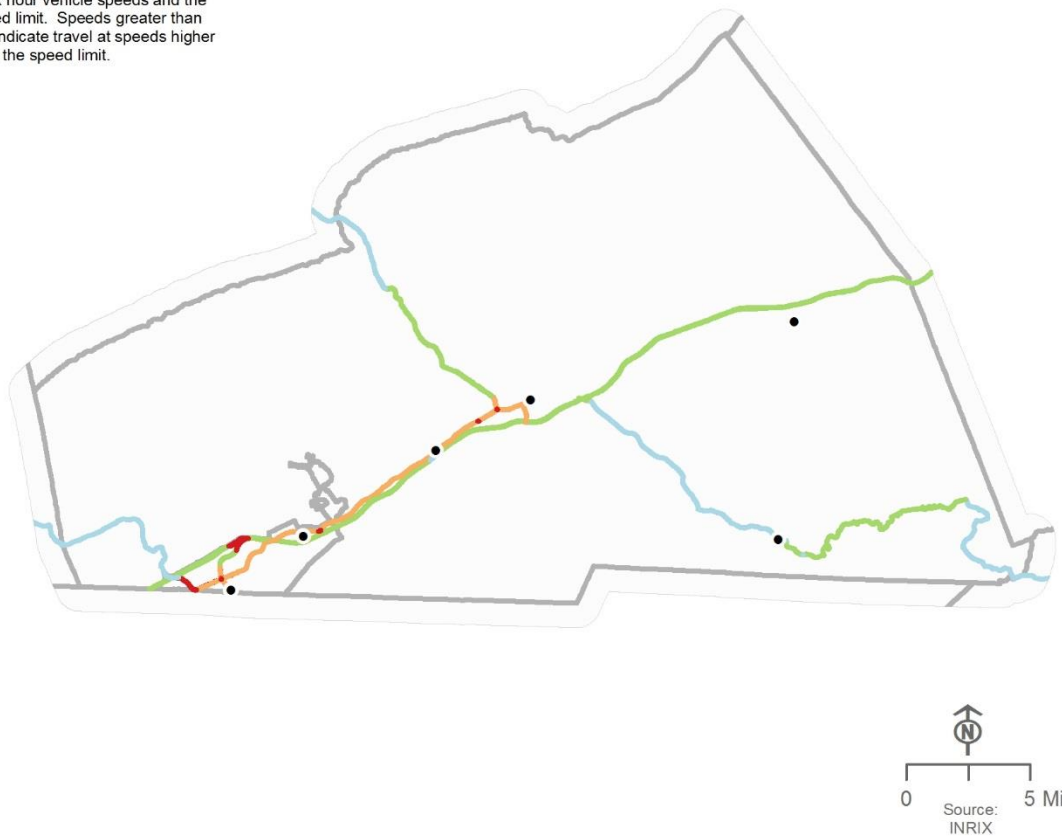 hour vehicle speeds and the
ed limit. Speeds greater than
indicate travel at speeds higher
the speed limit.
N
0
5 Mi
Source:
INRIX